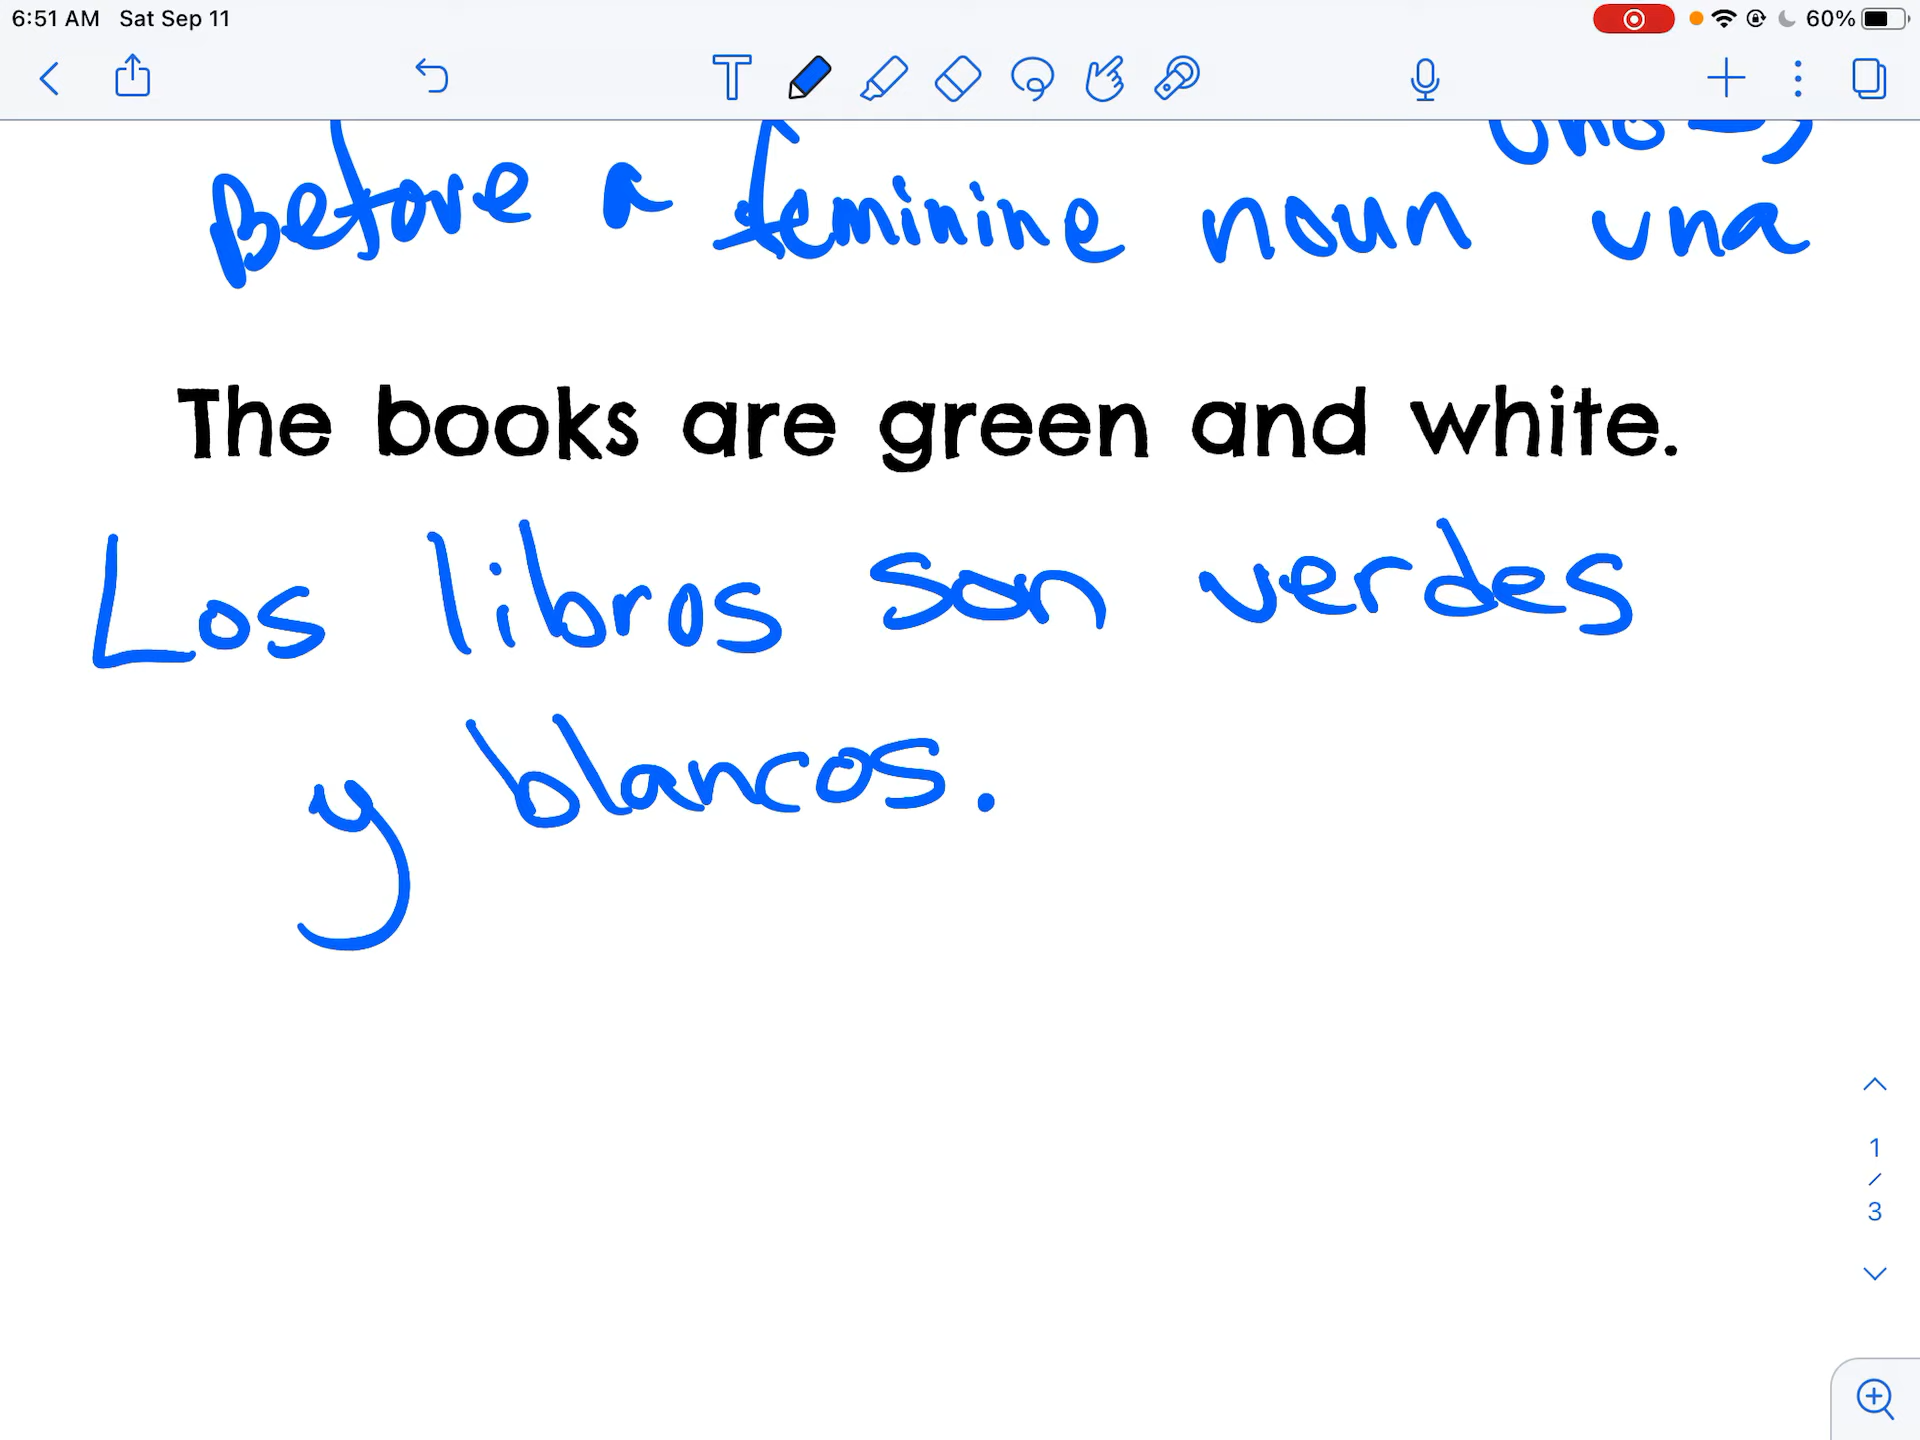 6:51 AM Sat Sep 11 60%
T
Before a feminine noun una
The books are green and white.
Los libros son verdes
y blancos.
1
/
3